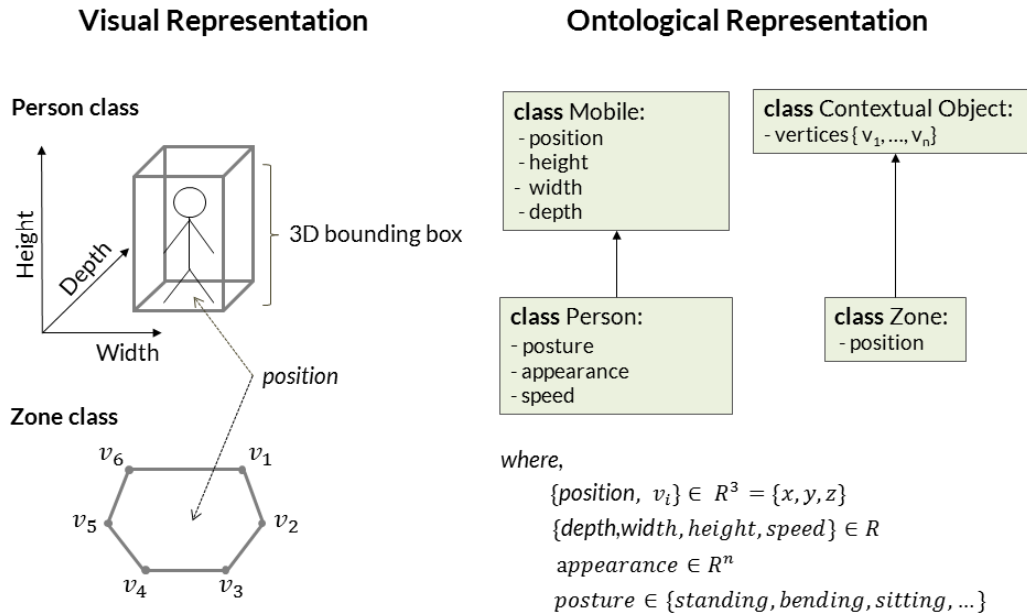 Visual Representation
Person class
Height
Depth
Width
3D bounding box
position
Zone class
v₆
v₁
v₅
v₂
v₄
v₃
Ontological Representation
class Mobile:
- position
- height
- width
- depth
class Contextual Object:
- vertices{ v₁, ..., vₙ}
class Person:
- posture
- appearance
- speed
class Zone:
- position
where,
{position, vᵢ} ∈ R³ = {x, y, z}
{depth,width, height, speed} ∈ R
appearance ∈ Rⁿ
posture ∈ {standing, bending, sitting, ...}